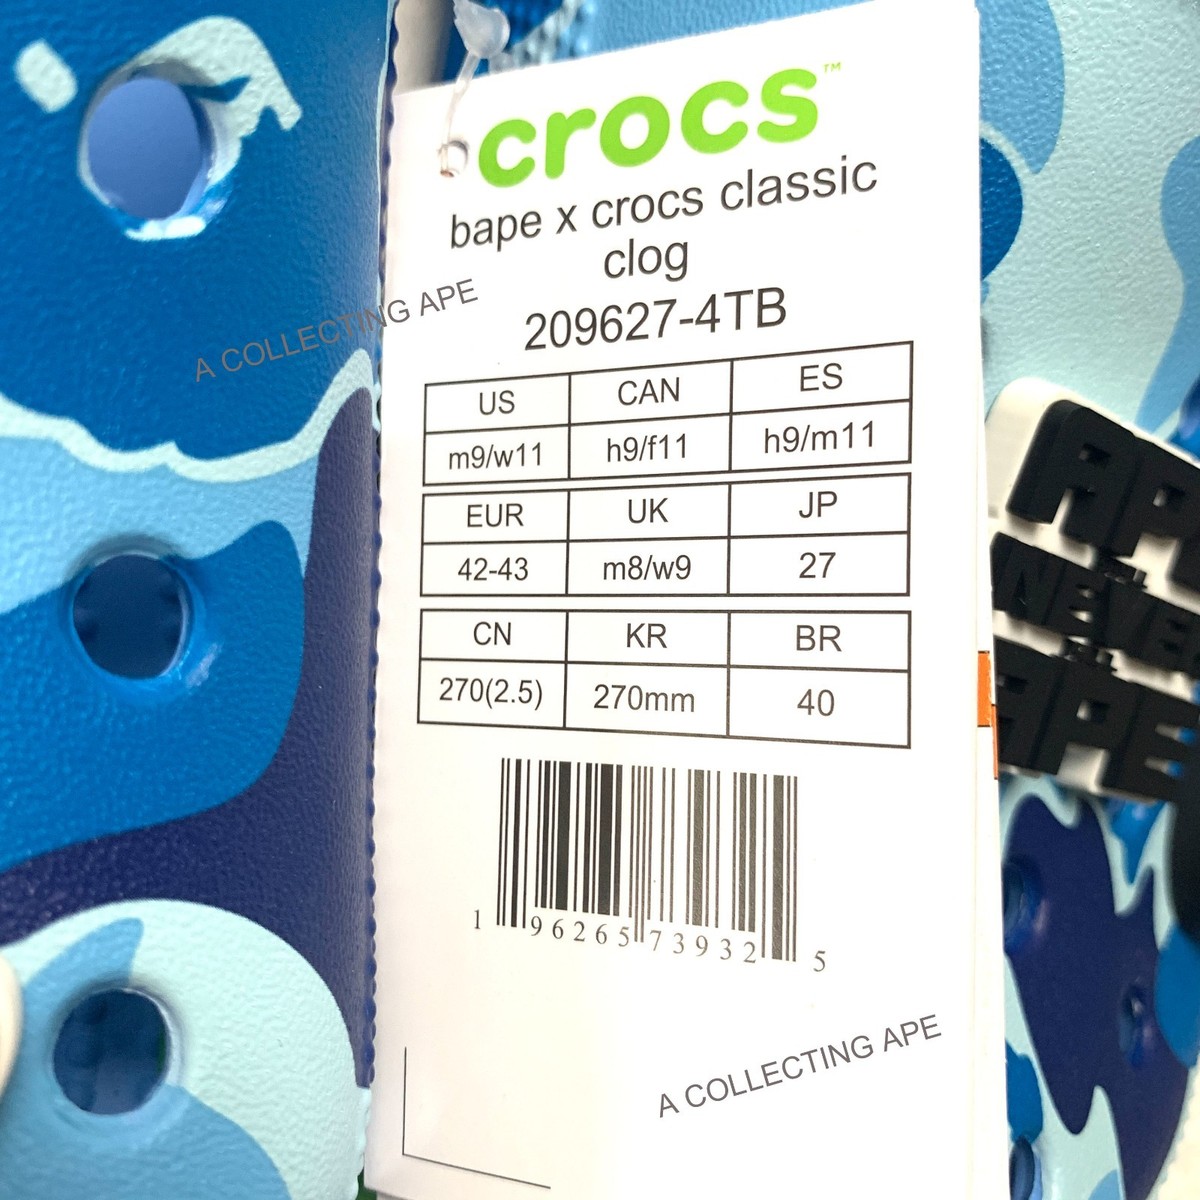 crocs™
bape x crocs classic
clog
209627-4TB
US CAN ES
m9/w11 h9/f11 h9/m11
EUR UK JP
42-43 m8/w9 27
CN KR BR
270(2.5) 270mm 40
1 96265 73932 5
A COLLECTING APE
A COLLECTING APE
NEVER